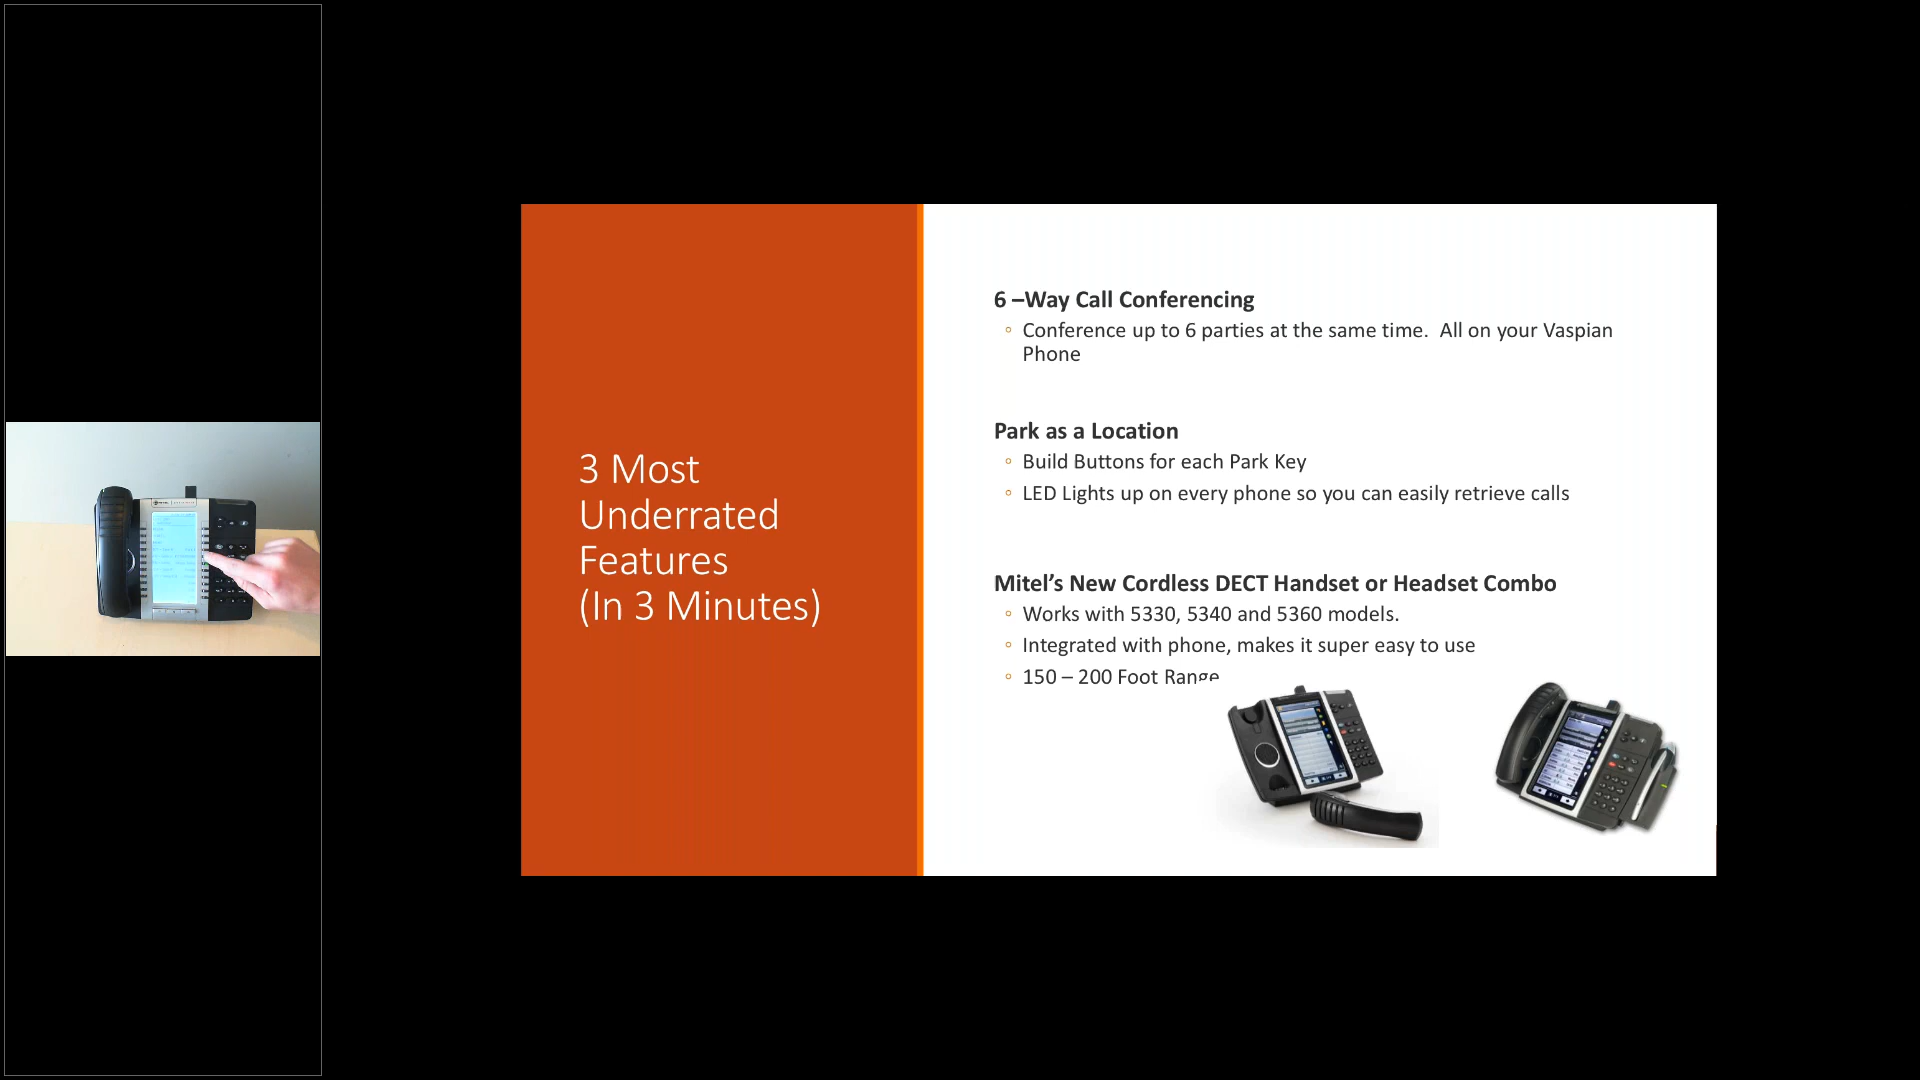 3 Most
Underrated
Features
(In 3 Minutes)
6 –Way Call Conferencing
◦ Conference up to 6 parties at the same time.  All on your Vaspian
Phone
Park as a Location
◦ Build Buttons for each Park Key
◦ LED Lights up on every phone so you can easily retrieve calls
Mitel’s New Cordless DECT Handset or Headset Combo
◦ Works with 5330, 5340 and 5360 models.
◦ Integrated with phone, makes it super easy to use
◦ 150 – 200 Foot Range